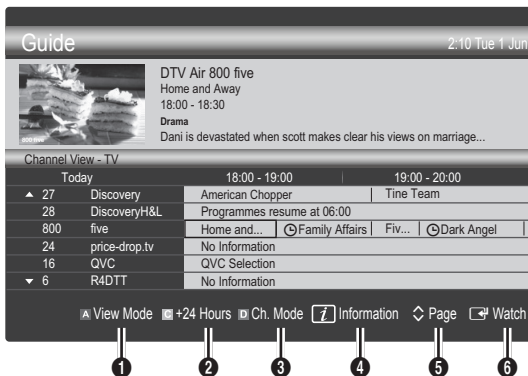 Guide 2:10 Tue 1 Jun
DTV Air 800 five
Home and Away
18:00 - 18:30
Drama
Dani is devastated when scott makes clear his views on marriage...
800 five
Channel View - TV
Today 18:00 - 19:00 19:00 - 20:00
▲ 27 Discovery American Chopper Tine Team
28 DiscoveryH&L Programmes resume at 06:00
800 five Home and... Family Affairs Fiv... Dark Angel
24 price-drop.tv No Information
16 QVC QVC Selection
▼ 6 R4DTT No Information
A View Mode C +24 Hours D Ch. Mode i Information Page Watch
1 2 3 4 5 6